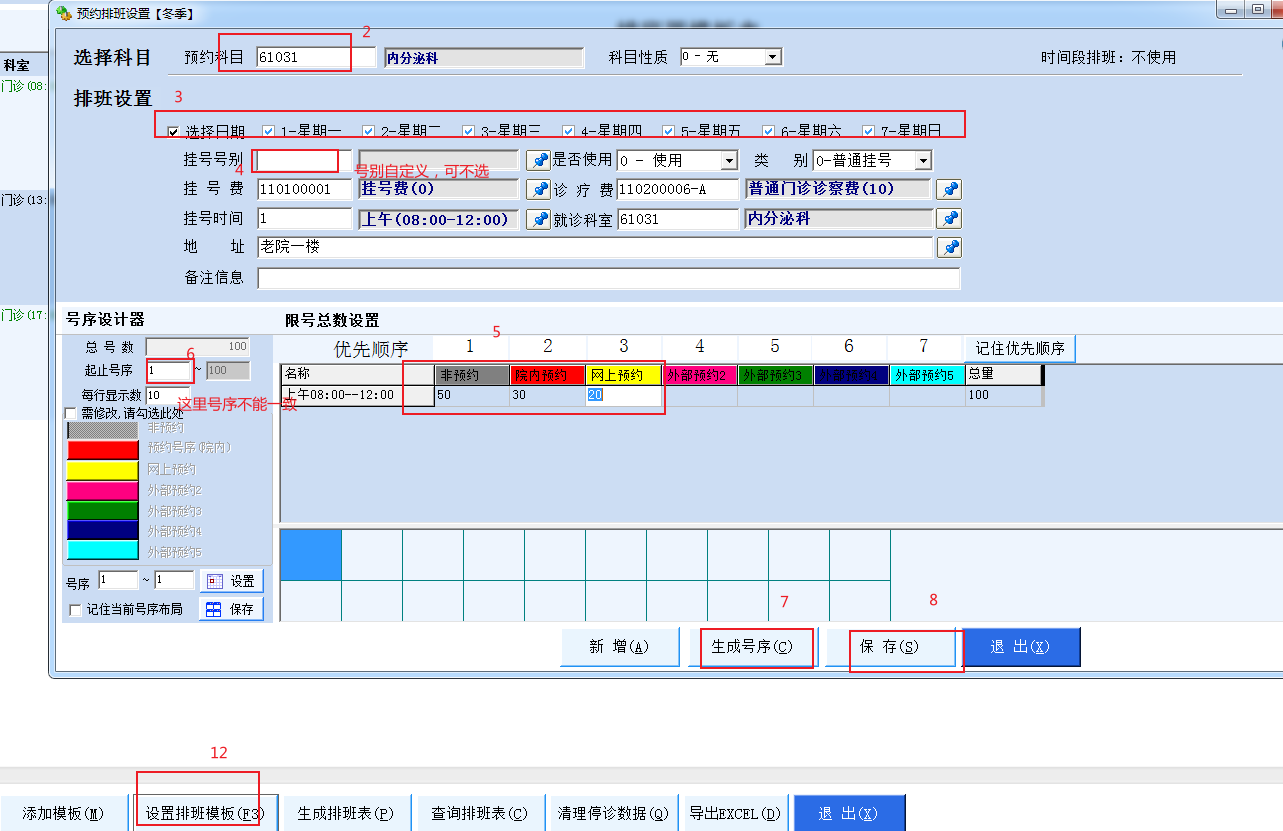 预约排班设置【冬季】
2
选择科目 预约科目 61031 内分泌科 科目性质 0 - 无 时间段排班：不使用
科室
门诊(08:
排班设置 3
选择日期 1-星期一 2-星期二 3-星期三 4-星期四 5-星期五 6-星期六 7-星期日
挂号号别 是否使用 0 - 使用 类 别 0-普通挂号
4 号别自定义，可不选
挂 号 费 110100001 挂号费(0) 诊 疗 费 110200006-A 普通门诊诊察费(10)
门诊(13:
挂号时间 1 上午(08:00-12:00) 就诊科室 61031 内分泌科
地 址 老院一楼
备注信息
门诊(17:
号序设计器 限号总数设置
5
总 号 数 100 优先顺序 1 2 3 4 5 6 7 记住优先顺序
6
起止号序 1 ~ 100
名称 非预约 院内预约 网上预约 外部预约2 外部预约3 外部预约4 外部预约5 总量
每行显示数 10 上午08:00--12:00 50 30 20 100
这里号序不能一致
需修改,请勾选此处
非预约
预约号序(院内)
网上预约
外部预约2
外部预约3
外部预约4
外部预约5
号序 1 ~ 1 设置
记住当前号序布局 保存
7 8
新 增(A) 生成号序(C) 保 存(S) 退 出(X)
12
添加模板(M) 设置排班模板(F3) 生成排班表(P) 查询排班表(C) 清理停诊数据(Q) 导出EXCEL(D) 退 出(X)